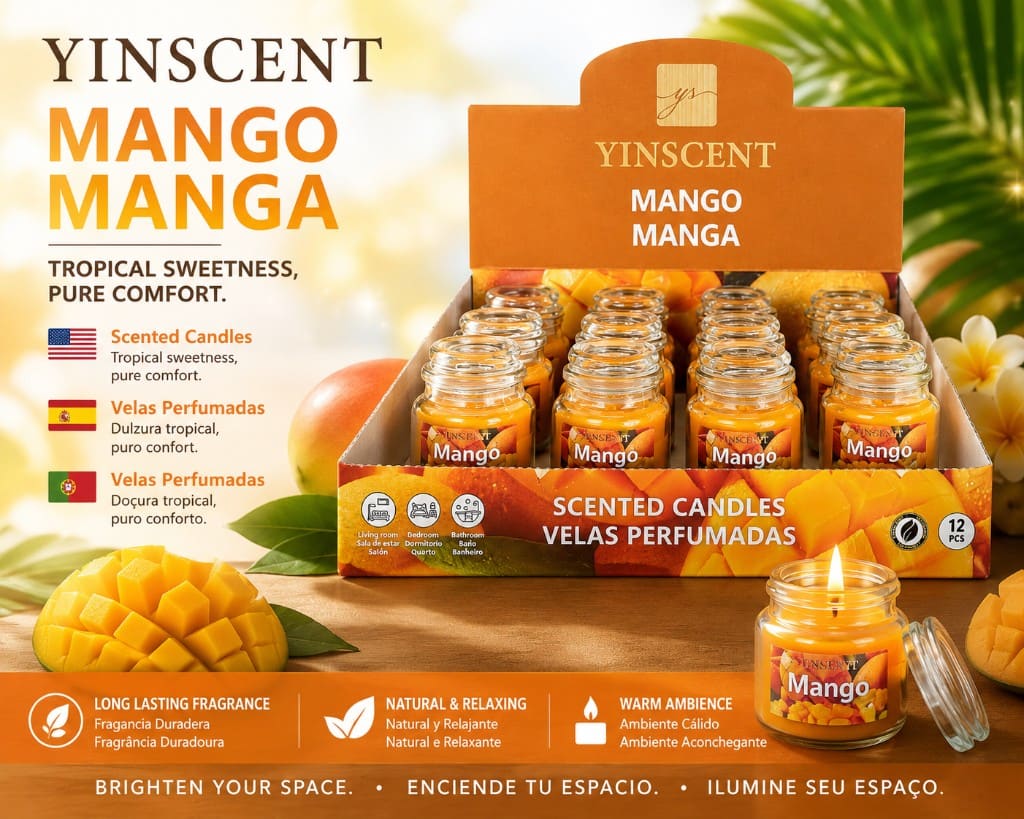 YINSCENT
MANGO
MANGA
TROPICAL SWEETNESS,
PURE COMFORT.
Scented Candles
Tropical sweetness,
pure comfort.
Velas Perfumadas
Dulzura tropical,
puro confort.
Velas Perfumadas
Doçura tropical,
puro conforto.
ys
YINSCENT
MANGO
MANGA
YINSCENT
Mango
YINSCENT
Mango
YINSCENT
Mango
YINSCENT
Mango
Living room
Sala de estar
Salón
Dedroom
Dormitorio
Quarto
Bathroom
Baño
Banheiro
SCENTED CANDLES
VELAS PERFUMADAS
12
PCS
YINSCENT
Mango
LONG LASTING FRAGRANCE
Fragancia Duradera
Fragrância Duradoura
NATURAL & RELAXING
Natural y Relajante
Natural e Relaxante
WARM AMBIENCE
Ambiente Cálido
Ambiente Aconchegante
BRIGHTEN YOUR SPACE. • ENCIENDE TU ESPACIO. • ILUMINE SEU ESPAÇO.